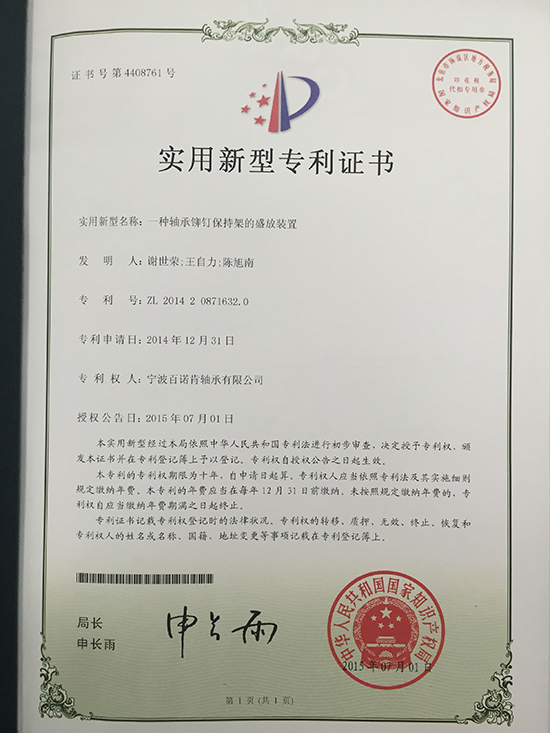 证书号第4408761号
印花税
代扣专用章
实用新型专利证书
实用新型名称：一种轴承铆钉保持架的盛放装置
发明人：谢世荣;王自力;陈旭南
专利号：ZL 2014 2 0871632.0
专利申请日：2014年12月31日
专利权人：宁波百诺肯轴承有限公司
授权公告日：2015年07月01日
本实用新型经过本局依照中华人民共和国专利法进行初步审查，决定授予专利权，颁
发本证书并在专利登记簿上予以登记。专利权自授权公告之日起生效。
本专利的专利权期限为十年，自申请日起算。专利权人应当依照专利法及其实施细则
规定缴纳年费。本专利的年费应当在每年12月31日前缴纳。未按照规定缴纳年费的，专
利权自应当缴纳年费期满之日起终止。
专利证书记载专利权登记时的法律状况。专利权的转移、质押、无效、终止、恢复和
专利权人的姓名或名称、国籍、地址变更等事项记载在专利登记簿上。
局长
申长雨
申长雨
中华人民共和国国家知识产权局
2015年07月01日
第1页(共1页)